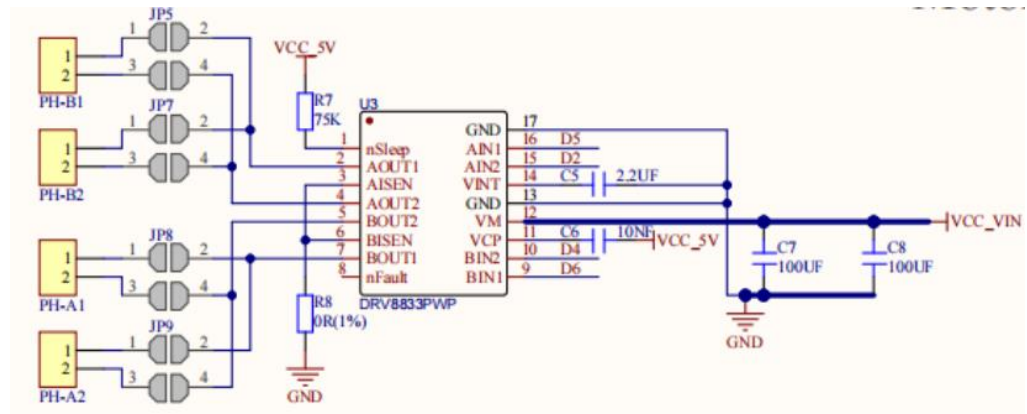 JP5
1 2
1
2
3 4
PH-B1
VCC_5V
R7
75K
JP7
1 2
1
2
3 4
PH-B2
U3
1 nSleep
2 AOUT1
3 AISEN
4 AOUT2
5 BOUT2
6 BISEN
7 BOUT1
8 nFault
GND 17
AIN1 16 D5
AIN2 15 D2
VINT 14 C5 2.2UF
GND 13
VM 12
VCP 11 C6 10NF VCC_5V
BIN2 10 D4
BIN1 9 D6
DRV8833PWP
VCC_VIN
C7
100UF
C8
100UF
GND
JP8
1 2
1
2
3 4
PH-A1
R8
0R(1%)
GND
JP9
1 2
1
2
3 4
PH-A2